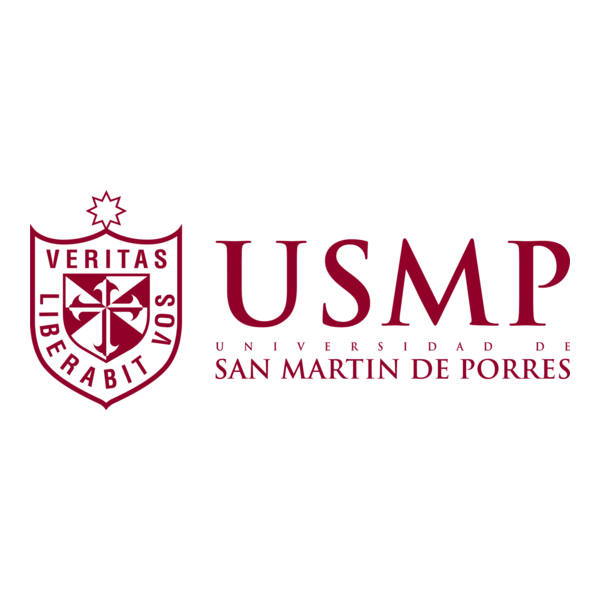 VERITAS
LIBERABIT VOS
USMP
UNIVERSIDAD DE
SAN MARTIN DE PORRES